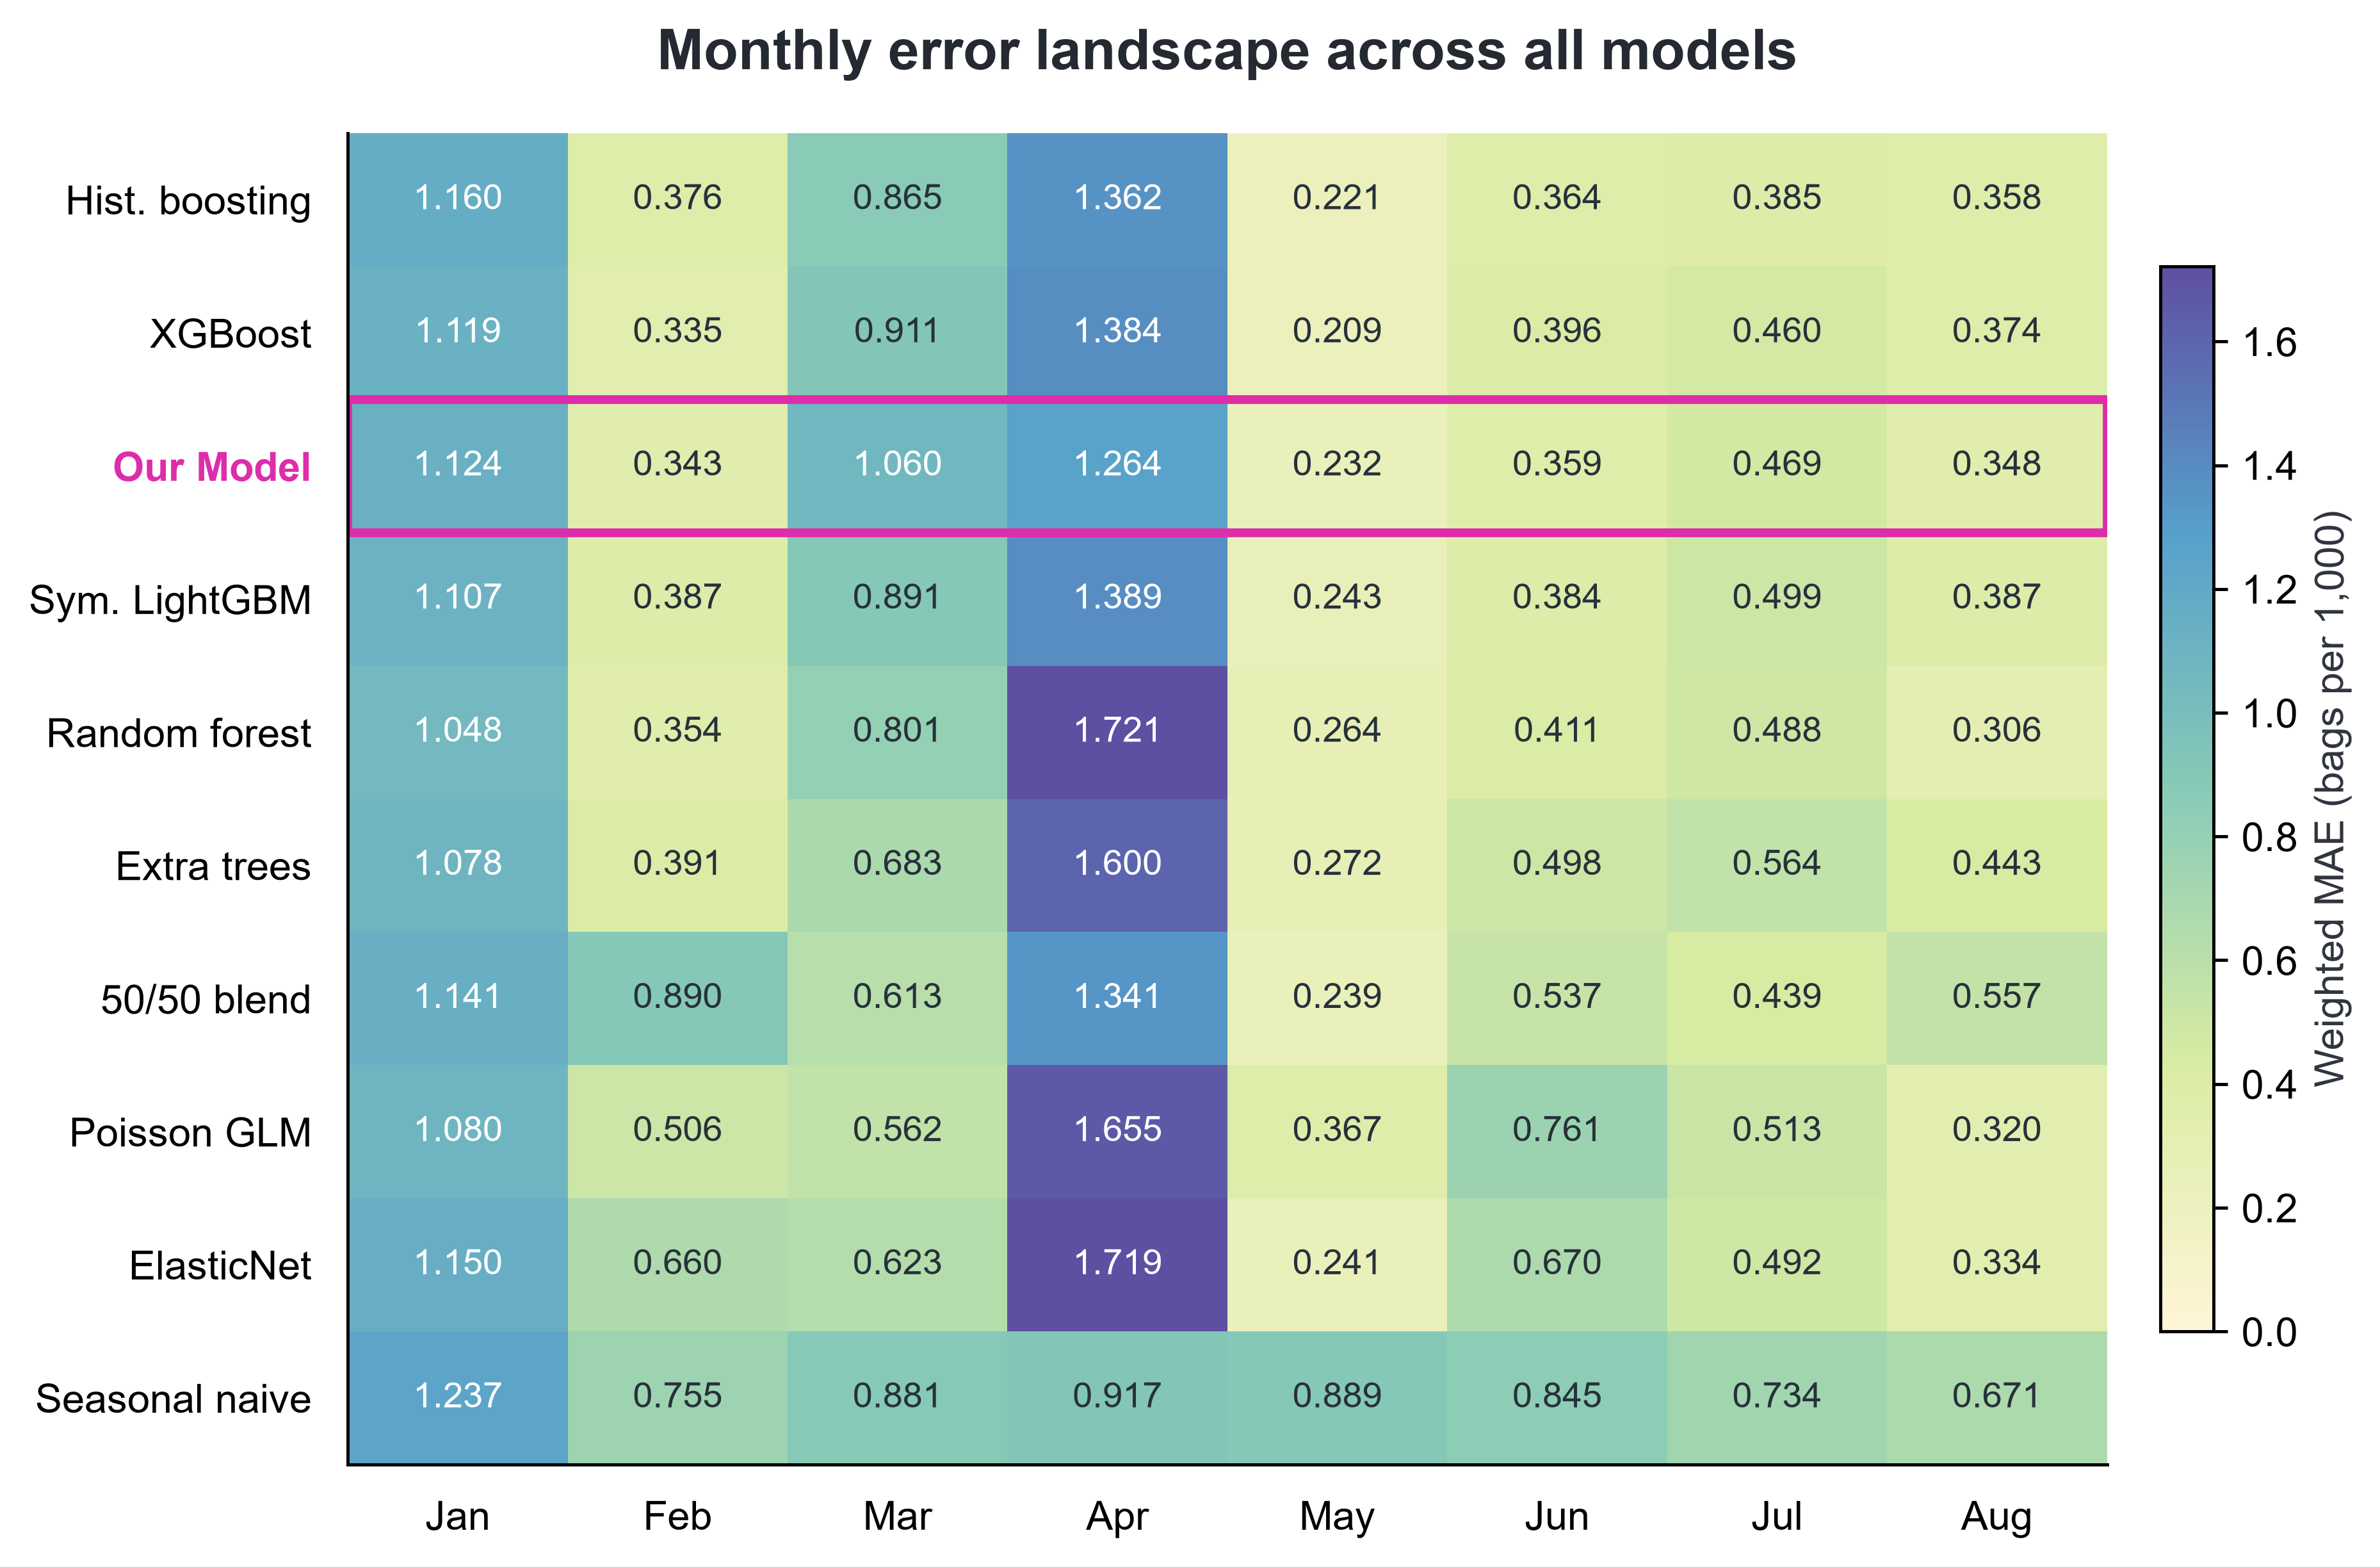 Monthly error landscape across all models
Hist. boosting 1.160 0.376 0.865 1.362 0.221 0.364 0.385 0.358
XGBoost 1.119 0.335 0.911 1.384 0.209 0.396 0.460 0.374
Our Model 1.124 0.343 1.060 1.264 0.232 0.359 0.469 0.348
Sym. LightGBM 1.107 0.387 0.891 1.389 0.243 0.384 0.499 0.387
Random forest 1.048 0.354 0.801 1.721 0.264 0.411 0.488 0.306
Extra trees 1.078 0.391 0.683 1.600 0.272 0.498 0.564 0.443
50/50 blend 1.141 0.890 0.613 1.341 0.239 0.537 0.439 0.557
Poisson GLM 1.080 0.506 0.562 1.655 0.367 0.761 0.513 0.320
ElasticNet 1.150 0.660 0.623 1.719 0.241 0.670 0.492 0.334
Seasonal naive 1.237 0.755 0.881 0.917 0.889 0.845 0.734 0.671
Jan Feb Mar Apr May Jun Jul Aug
1.6
1.4
1.2
1.0
0.8
0.6
0.4
0.2
0.0
Weighted MAE (bags per 1,000)